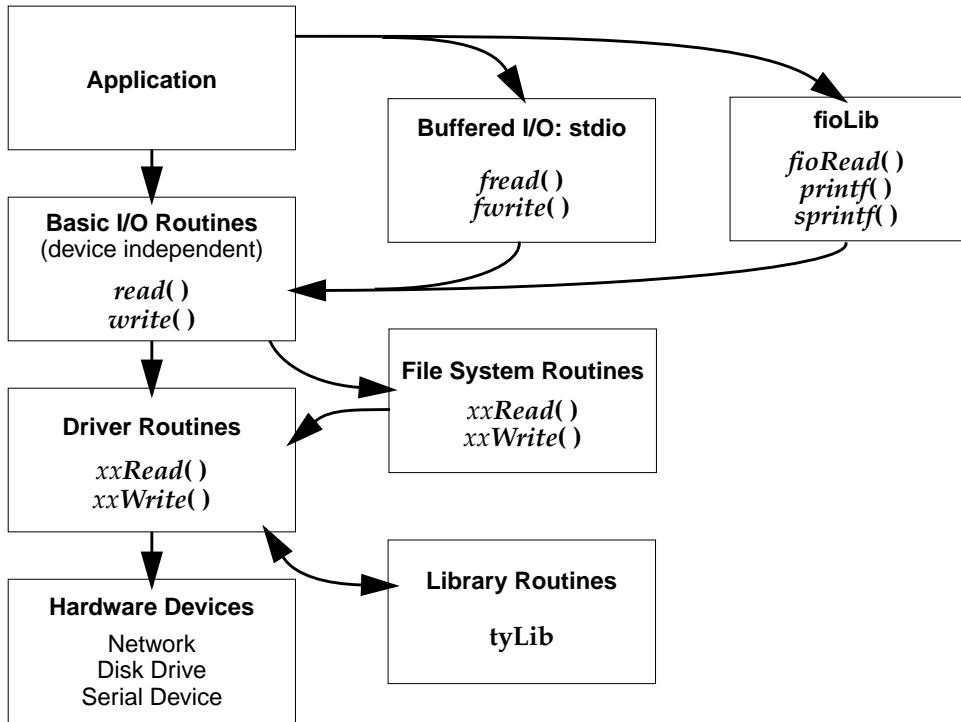 Application
Buffered I/O: stdio
fread( )
fwrite( )
fioLib
fioRead( )
printf( )
sprintf( )
Basic I/O Routines
(device independent)
read( )
write( )
File System Routines
xxRead( )
xxWrite( )
Driver Routines
xxRead( )
xxWrite( )
Library Routines
tyLib
Hardware Devices
Network
Disk Drive
Serial Device